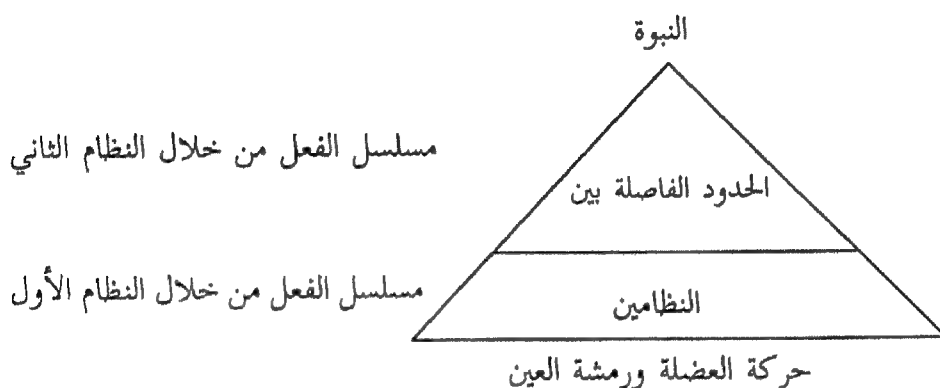 النبوة
مسلسل الفعل من خلال النظام الثاني
الحدود الفاصلة بين
مسلسل الفعل من خلال النظام الأول
النظامين
حركة العضلة ورمشة العين